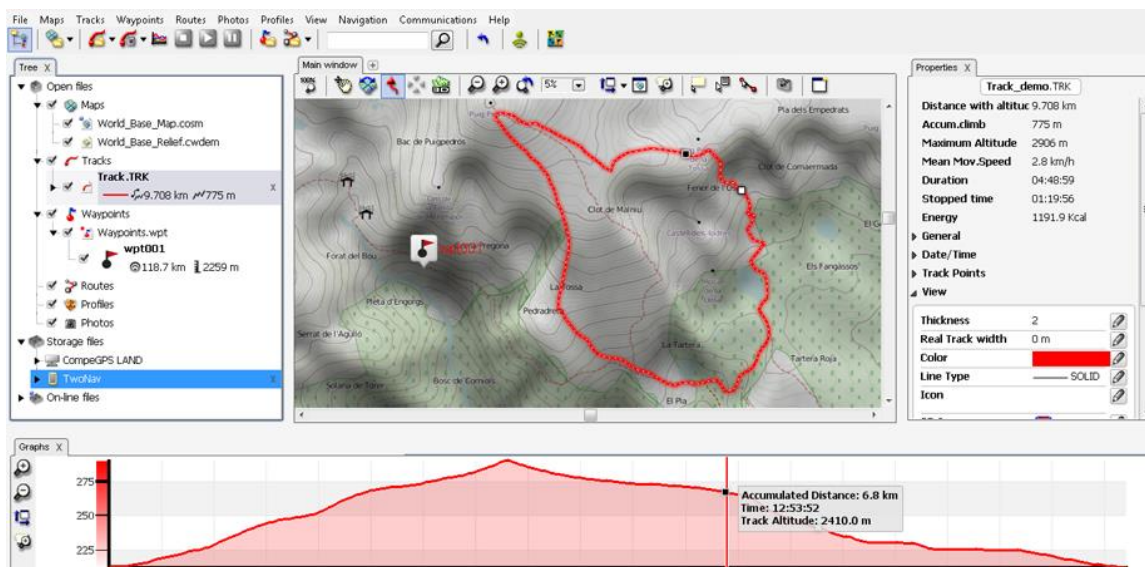 File Maps Tracks Waypoints Routes Photos Profiles View Navigation Communications Help
Tree X
Open files
Maps
World_Base_Map.cosm
World_Base_Relief.cwdem
Tracks
Track.TRK
9.708 km 775 m
x
Waypoints
Waypoints.wpt
wpt001
118.7 km 2259 m
Routes
Profiles
Photos
Storage files
CompeGPS LAND
TwoNav
x
On-line files
Main window
100%
5%
Pla dels Empedrats
Bac de Puigpedrós
Clot de Comaermada
Clot de Malniu
Forat del Bou
Els Fangassos
Pleta d'Engorgs
La Fossa
Pedradreta
Serrat de l'Agulló
La Tartera
Tartera Roja
Bosc de Comors
El Pla
Properties X
Track_demo.TRK
Distance with altituc 9.708 km
Accum.climb 775 m
Maximum Altitude 2906 m
Mean Mov.Speed 2.8 km/h
Duration 04:48:59
Stopped time 01:19:56
Energy 1191.9 Kcal
General
Date/Time
Track Points
View
Thickness 2
Real Track width 0 m
Color
Line Type SOLID
Icon
Graphs X
275
250
225
Accumulated Distance: 6.8 km
Time: 12:53:52
Track Altitude: 2410.0 m